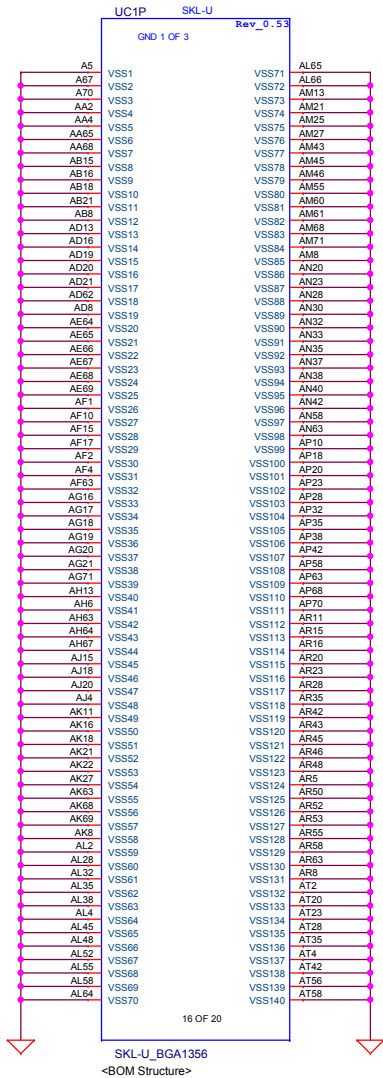 UC1P SKL-U
Rev_0.53
GND 1 OF 3
A5 VSS1 VSS71 AL65
A67 VSS2 VSS72 AL66
A70 VSS3 VSS73 AM13
AA2 VSS4 VSS74 AM21
AA4 VSS5 VSS75 AM25
AA65 VSS6 VSS76 AM27
AA68 VSS7 VSS77 AM43
AB15 VSS8 VSS78 AM45
AB16 VSS9 VSS79 AM46
AB18 VSS10 VSS80 AM55
AB21 VSS11 VSS81 AM60
AB8 VSS12 VSS82 AM61
AD13 VSS13 VSS83 AM68
AD16 VSS14 VSS84 AM71
AD19 VSS15 VSS85 AM8
AD20 VSS16 VSS86 AN20
AD21 VSS17 VSS87 AN23
AD62 VSS18 VSS88 AN28
AD8 VSS19 VSS89 AN30
AE64 VSS20 VSS90 AN32
AE65 VSS21 VSS91 AN33
AE66 VSS22 VSS92 AN35
AE67 VSS23 VSS93 AN37
AE68 VSS24 VSS94 AN38
AE69 VSS25 VSS95 AN40
AF1 VSS26 VSS96 AN42
AF10 VSS27 VSS97 AN58
AF15 VSS28 VSS98 AN63
AF17 VSS29 VSS99 AP10
AF2 VSS30 VSS100 AP18
AF4 VSS31 VSS101 AP20
AF63 VSS32 VSS102 AP23
AG16 VSS33 VSS103 AP28
AG17 VSS34 VSS104 AP32
AG18 VSS35 VSS105 AP35
AG19 VSS36 VSS106 AP38
AG20 VSS37 VSS107 AP42
AG21 VSS38 VSS108 AP58
AG71 VSS39 VSS109 AP63
AH13 VSS40 VSS110 AP68
AH6 VSS41 VSS111 AP70
AH63 VSS42 VSS112 AR11
AH64 VSS43 VSS113 AR15
AH67 VSS44 VSS114 AR16
AJ15 VSS45 VSS115 AR20
AJ18 VSS46 VSS116 AR23
AJ20 VSS47 VSS117 AR28
AJ4 VSS48 VSS118 AR35
AK11 VSS49 VSS119 AR42
AK16 VSS50 VSS120 AR43
AK18 VSS51 VSS121 AR45
AK21 VSS52 VSS122 AR46
AK22 VSS53 VSS123 AR48
AK27 VSS54 VSS124 AR5
AK63 VSS55 VSS125 AR50
AK68 VSS56 VSS126 AR52
AK69 VSS57 VSS127 AR53
AK8 VSS58 VSS128 AR55
AL2 VSS59 VSS129 AR58
AL28 VSS60 VSS130 AR63
AL32 VSS61 VSS131 AR8
AL35 VSS62 VSS132 AT2
AL38 VSS63 VSS133 AT20
AL4 VSS64 VSS134 AT23
AL45 VSS65 VSS135 AT28
AL48 VSS66 VSS136 AT35
AL52 VSS67 VSS137 AT4
AL55 VSS68 VSS138 AT42
AL58 VSS69 VSS139 AT56
AL64 VSS70 VSS140 AT58
16 OF 20
SKL-U_BGA1356
<BOM Structure>